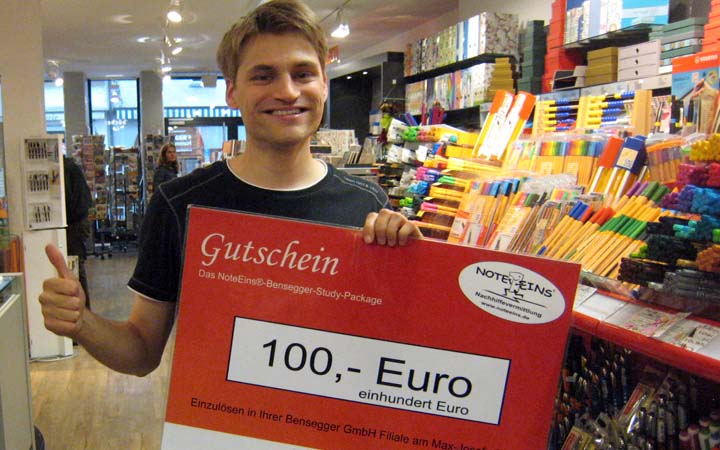 Gutschein
Das NoteEins®-Bensegger-Study-Package
NOTE EINS®
Nachhilfevermittlung
www.noteeins.de
100,- Euro
einhundert Euro
Einzulösen in Ihrer Bensegger GmbH Filiale am Max-Josef